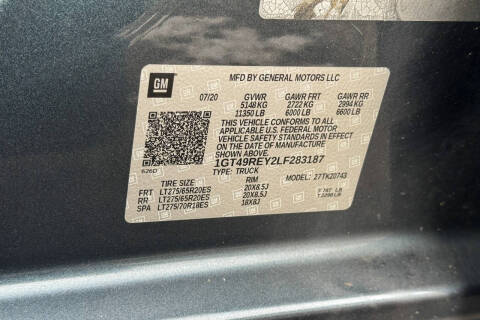 GM
MFD BY GENERAL MOTORS LLC
07/20 GVWR GAWR FRT GAWR RR
5148 KG 2722 KG 2994 KG
11350 LB 6000 LB 6600 LB
THIS VEHICLE CONFORMS TO ALL
APPLICABLE U.S. FEDERAL MOTOR
VEHICLE SAFETY STANDARDS IN EFFECT
ON THE DATE OF MANUFACTURE SHOWN ABOVE.
1GT49REY2LF283187
TYPE: TRUCK MODEL: 27TK20743
TIRE SIZE RIM
FRT LT275/65R20ES 20X8.5J
RR LT275/65R20ES 20X8.5J
SPA LT275/70R18ES 18X8J